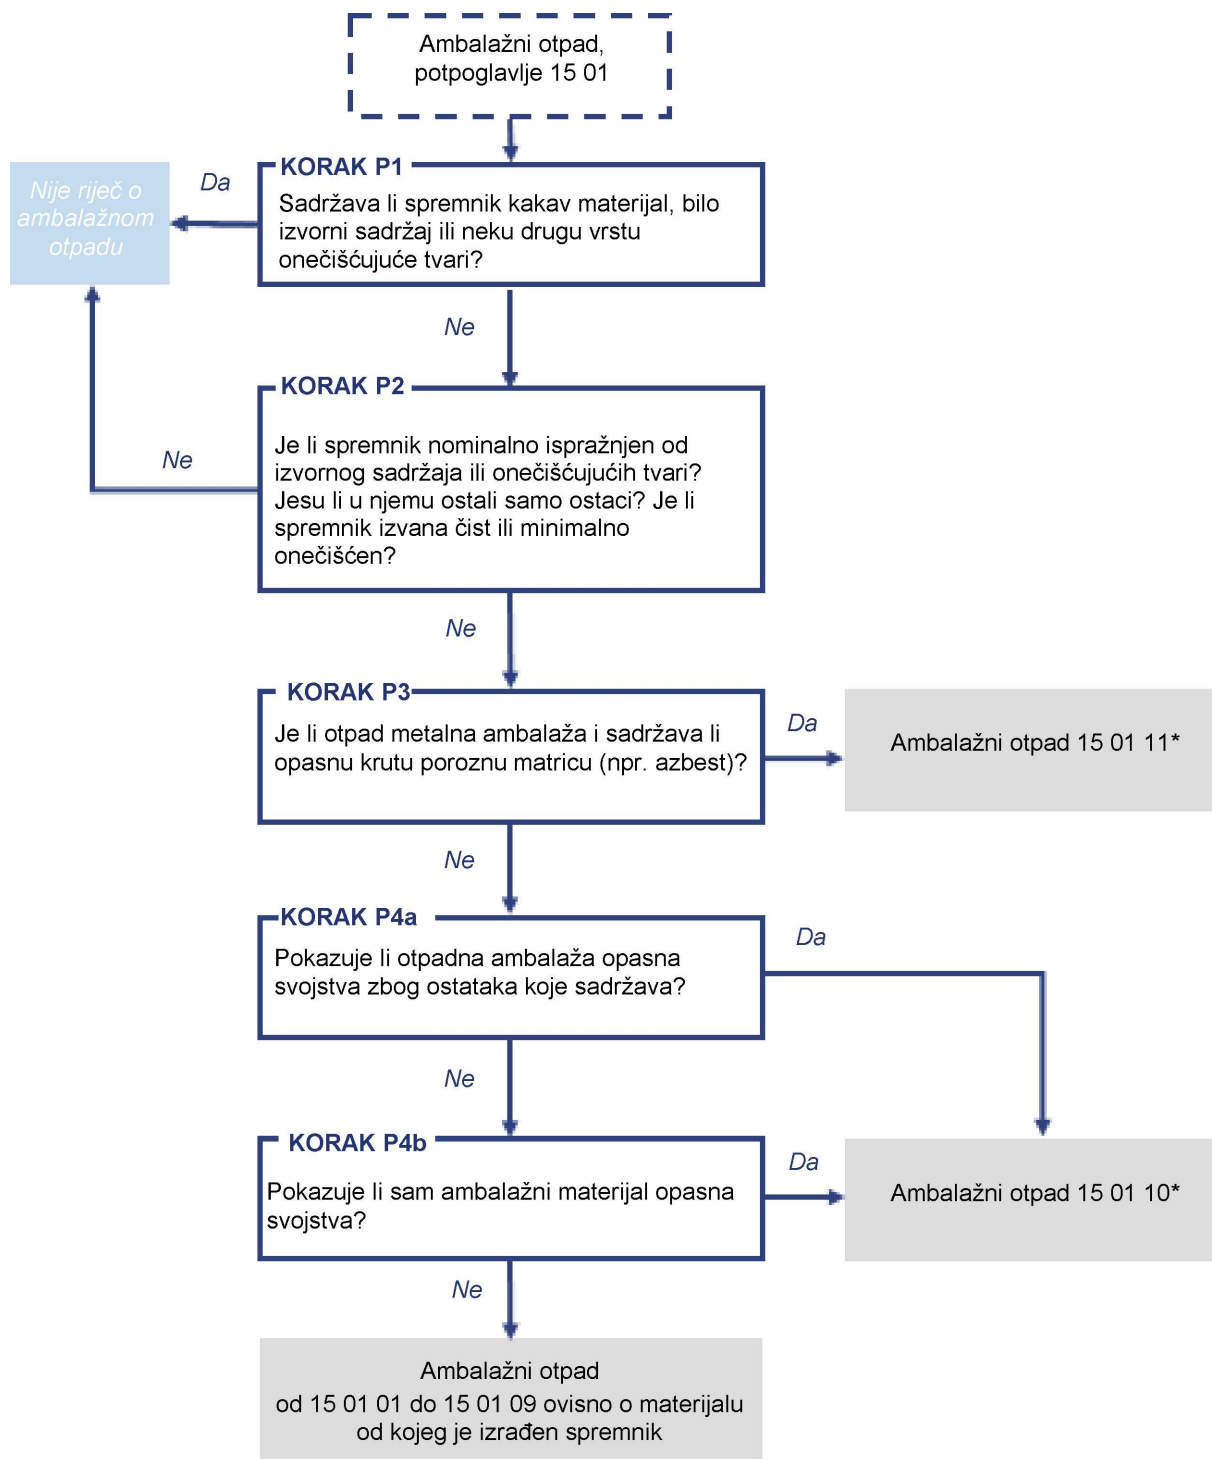 Ambalažni otpad,
potpoglavlje 15 01
KORAK P1
Sadržava li spremnik kakav materijal, bilo
izvorni sadržaj ili neku drugu vrstu
onečišćujuće tvari?
Da
Nije riječ o
ambalažnom
otpadu
Ne
KORAK P2
Je li spremnik nominalno ispražnjen od
izvornog sadržaja ili onečišćujućih tvari?
Jesu li u njemu ostali samo ostaci? Je li
spremnik izvana čist ili minimalno
onečišćen?
Ne
Ne
KORAK P3
Je li otpad metalna ambalaža i sadržava li
opasnu krutu poroznu matricu (npr. azbest)?
Da
Ambalažni otpad 15 01 11*
Ne
KORAK P4a
Pokazuje li otpadna ambalaža opasna
svojstva zbog ostataka koje sadržava?
Da
Ne
KORAK P4b
Pokazuje li sam ambalažni materijal opasna
svojstva?
Da
Ambalažni otpad 15 01 10*
Ne
Ambalažni otpad
od 15 01 01 do 15 01 09 ovisno o materijalu
od kojeg je izrađen spremnik